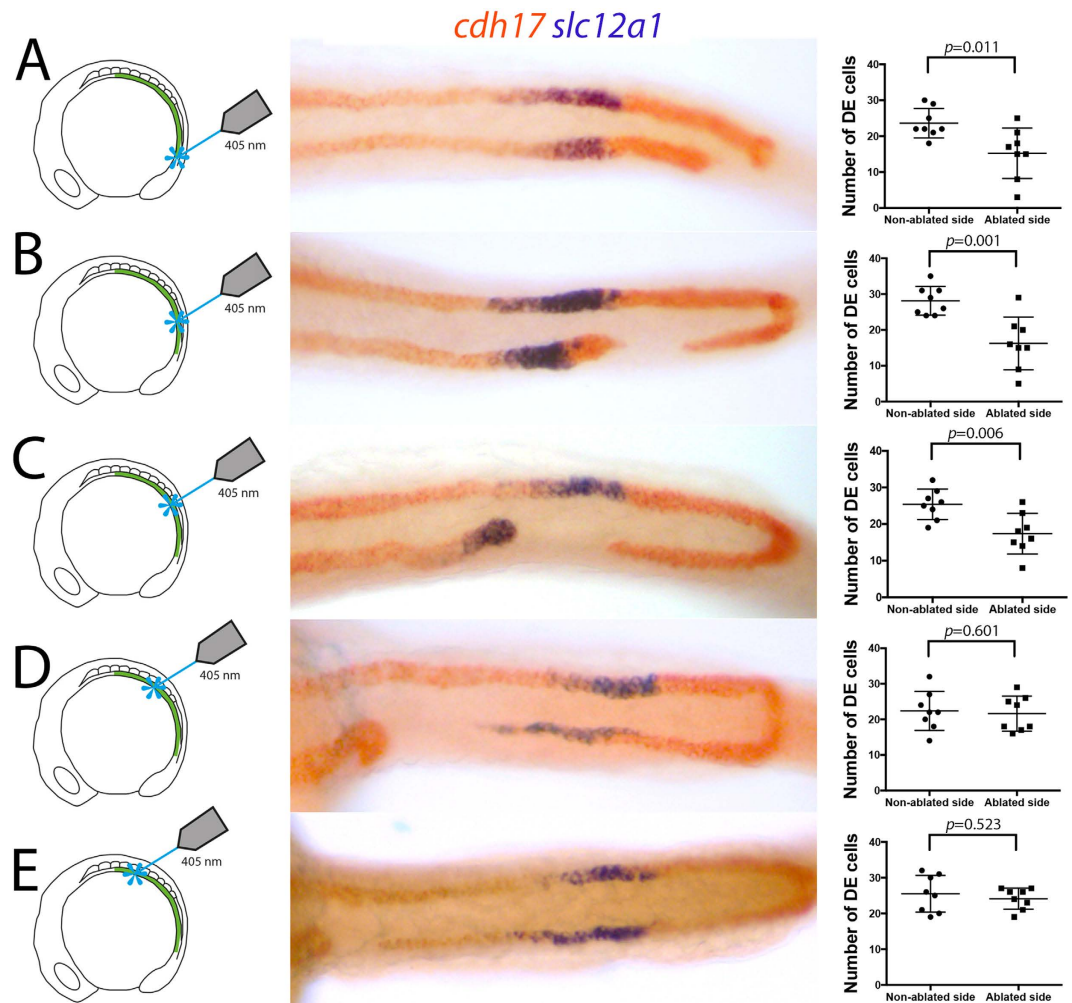 cdh17 slc12a1
A
405 nm
Number of DE cells
40
30
20
10
0
p=0.011
Non-ablated side Ablated side
B
405 nm
Number of DE cells
40
30
20
10
0
p=0.001
Non-ablated side Ablated side
C
405 nm
Number of DE cells
40
30
20
10
0
p=0.006
Non-ablated side Ablated side
D
405 nm
Number of DE cells
40
30
20
10
0
p=0.601
Non-ablated side Ablated side
E
405 nm
Number of DE cells
40
30
20
10
0
p=0.523
Non-ablated side Ablated side